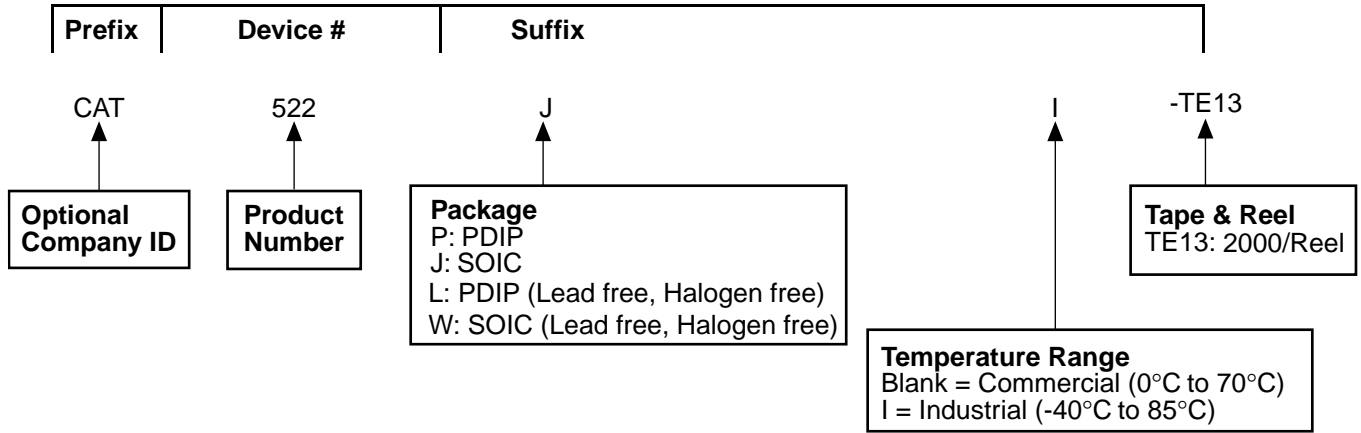 Prefix Device # Suffix
CAT 522 J I -TE13
Optional
Company ID
Product
Number
Package
P: PDIP
J: SOIC
L: PDIP (Lead free, Halogen free)
W: SOIC (Lead free, Halogen free)
Tape & Reel
TE13: 2000/Reel
Temperature Range
Blank = Commercial (0°C to 70°C)
I = Industrial (-40°C to 85°C)